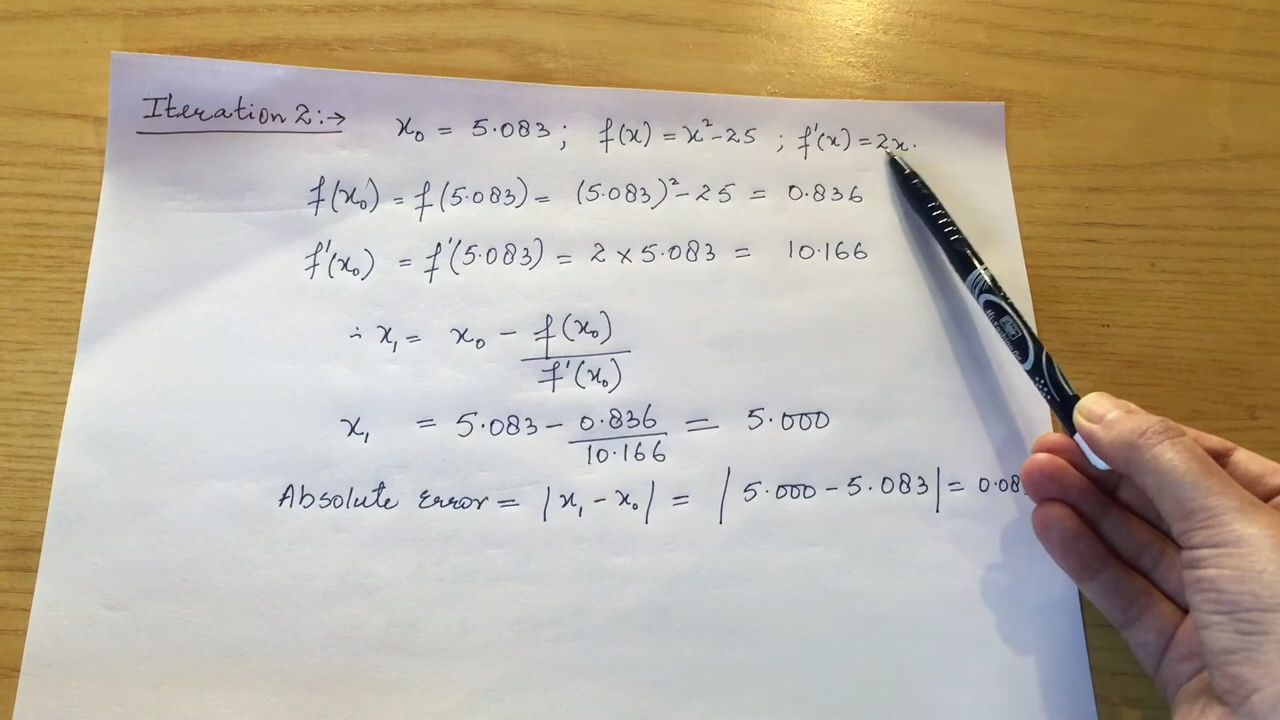 Iteration 2:→ x₀ = 5.083 ; f(x) = x² - 25 ; f'(x) = 2x.
f(x₀) = f(5.083) = (5.083)² - 25 = 0.836
f'(x₀) = f'(5.083) = 2 × 5.083 = 10.166
∴ x₁ = x₀ - f(x₀)
f'(x₀)
x₁ = 5.083 - 0.836 = 5.000
10.166
Absolute Error = |x₁ - x₀| = |5.000 - 5.083| = 0.08